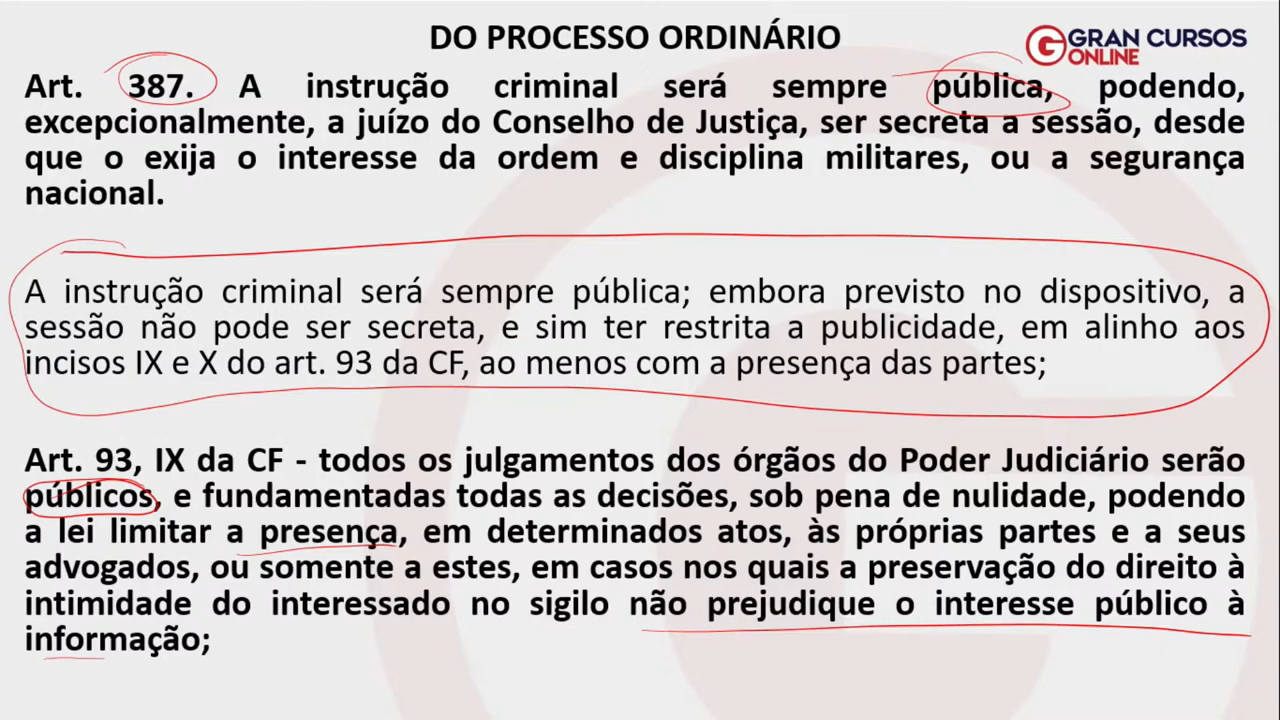 DO PROCESSO ORDINÁRIO
GRAN CURSOS
ONLINE
Art. 387. A instrução criminal será sempre pública, podendo,
excepcionalmente, a juízo do Conselho de Justiça, ser secreta a sessão, desde
que o exija o interesse da ordem e disciplina militares, ou a segurança
nacional.
A instrução criminal será sempre pública; embora previsto no dispositivo, a
sessão não pode ser secreta, e sim ter restrita a publicidade, em alinho aos
incisos IX e X do art. 93 da CF, ao menos com a presença das partes;
Art. 93, IX da CF - todos os julgamentos dos órgãos do Poder Judiciário serão
públicos, e fundamentadas todas as decisões, sob pena de nulidade, podendo
a lei limitar a presença, em determinados atos, às próprias partes e a seus
advogados, ou somente a estes, em casos nos quais a preservação do direito à
intimidade do interessado no sigilo não prejudique o interesse público à
informação;